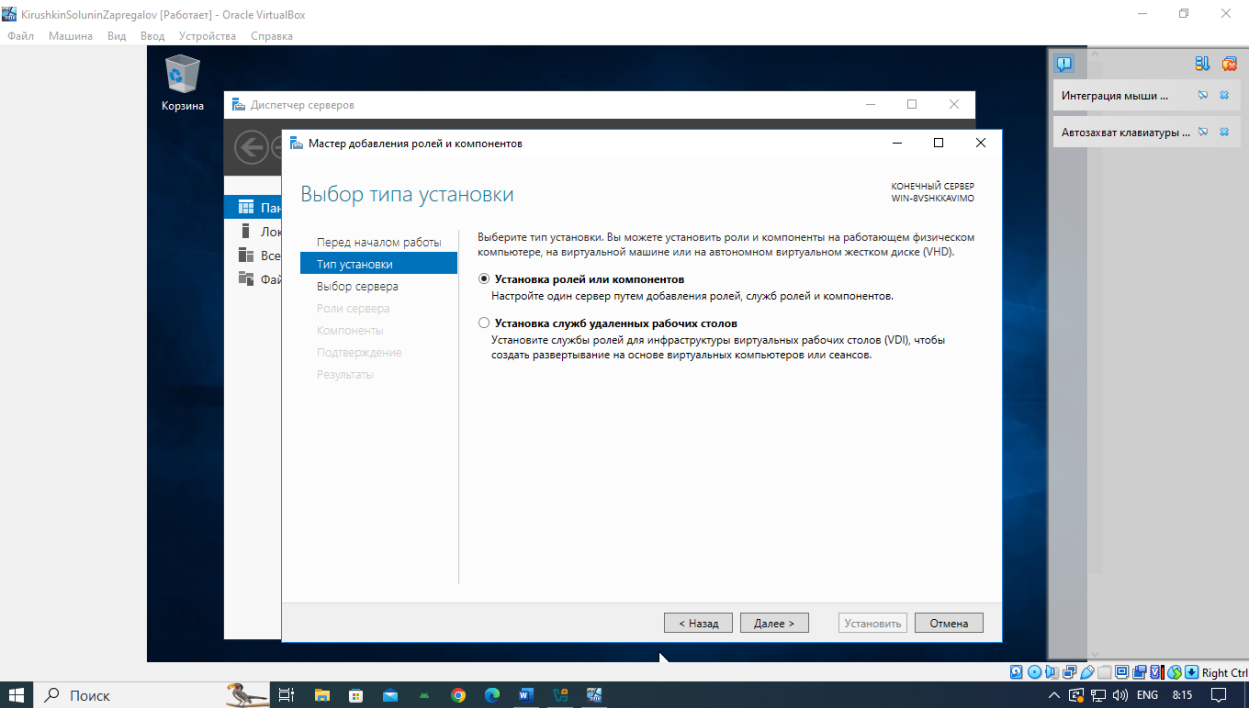 KirushkinSoluninZapregalov [Работает] - Oracle VirtualBox
Файл Машина Вид Ввод Устройства Справка
Корзина
Диспетчер серверов
Интеграция мыши ...
Автозахват клавиатуры ...
Мастер добавления ролей и компонентов
Выбор типа установки
КОНЕЧНЫЙ СЕРВЕР
WIN-8VSHKKAVIMO
Пан
Лок
Все
Фай
Перед началом работы
Тип установки
Выбор сервера
Роли сервера
Компоненты
Подтверждение
Результаты
Выберите тип установки. Вы можете установить роли и компоненты на работающем физическом
компьютере, на виртуальной машине или на автономном виртуальном жестком диске (VHD).
Установка ролей или компонентов
Настройте один сервер путем добавления ролей, служб ролей и компонентов.
Установка служб удаленных рабочих столов
Установите службы ролей для инфраструктуры виртуальных рабочих столов (VDI), чтобы
создать развертывание на основе виртуальных компьютеров или сеансов.
< Назад Далее > Установить Отмена
Right Ctrl
Поиск
ENG 8:15